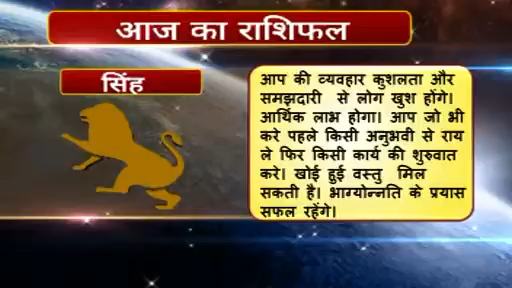 आज का राशिफल
सिंह
आप की व्यवहार कुशलता और
समझदारी से लोग खुश होंगे।
आर्थिक लाभ होगा। आप जो भी
करे पहले किसी अनुभवी से राय
ले फिर किसी कार्य की शुरुवात
करे। खोई हुई वस्तु मिल
सकती है। भाग्योन्नति के प्रयास
सफल रहेंगे।